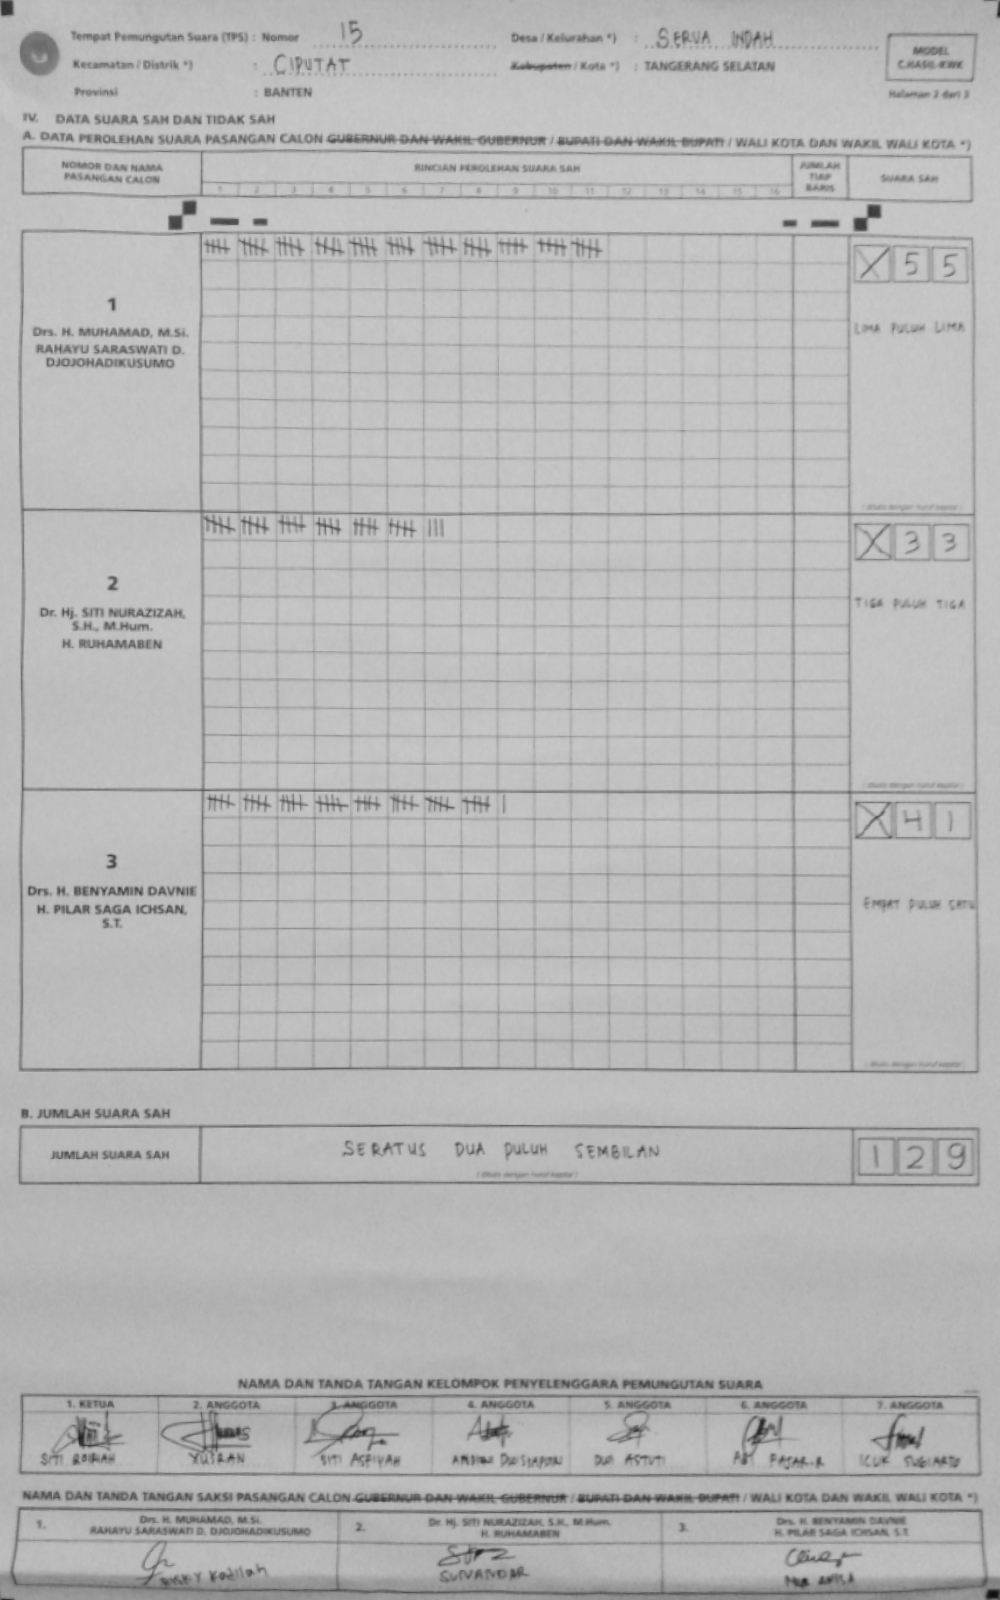 Tempat Pemungutan Suara (TPS) : Nomor 15
Desa / Kelurahan *) : SERUA INDAH
Kecamatan / Distrik *) : CIPUTAT
Kabupaten / Kota *) : TANGERANG SELATAN
Provinsi : BANTEN
MODEL
C.HASIL-KWK
Halaman 2 dari 3
IV. DATA SUARA SAH DAN TIDAK SAH
A. DATA PEROLEHAN SUARA PASANGAN CALON GUBERNUR DAN WAKIL GUBERNUR / BUPATI DAN WAKIL BUPATI / WALI KOTA DAN WAKIL WALI KOTA *)
NOMOR DAN NAMA
PASANGAN CALON
RINCIAN PEROLEHAN SUARA SAH
1 2 3 4 5 6 7 8 9 10 11 12 13 14 15 16
JUMLAH
TIAP
BARIS
SUARA SAH
1
Drs. H. MUHAMAD, M.Si.
RAHAYU SARASWATI D.
DJOJOHADIKUSUMO
X 5 5
LIMA PULUH LIMA
(ditulis dengan huruf kapital)
2
Dr. Hj. SITI NURAZIZAH,
S.H., M.Hum.
H. RUHAMABEN
X 3 3
TIGA PULUH TIGA
(ditulis dengan huruf kapital)
3
Drs. H. BENYAMIN DAVNIE
H. PILAR SAGA ICHSAN,
S.T.
X 4 1
EMPAT PULUH SATU
(ditulis dengan huruf kapital)
B. JUMLAH SUARA SAH
JUMLAH SUARA SAH
SERATUS DUA PULUH SEMBILAN
(ditulis dengan huruf kapital)
1 2 9
NAMA DAN TANDA TANGAN KELOMPOK PENYELENGGARA PEMUNGUTAN SUARA
1. KETUA 2. ANGGOTA 3. ANGGOTA 4. ANGGOTA 5. ANGGOTA 6. ANGGOTA 7. ANGGOTA
SITI YUSRAN SITI ASFIYAH DWI ASTUTI FAJAR.R ICUK SUGIARTO
NAMA DAN TANDA TANGAN SAKSI PASANGAN CALON GUBERNUR DAN WAKIL GUBERNUR / BUPATI DAN WAKIL BUPATI / WALI KOTA DAN WAKIL WALI KOTA *)
1. Drs. H. MUHAMAD, M.Si.
RAHAYU SARASWATI D. DJOJOHADIKUSUMO
2. Dr. Hj. SITI NURAZIZAH, S.H., M.Hum.
H. RUHAMABEN
3. Drs. H. BENYAMIN DAVNIE
H. PILAR SAGA ICHSAN, S.T
SUNANDAR